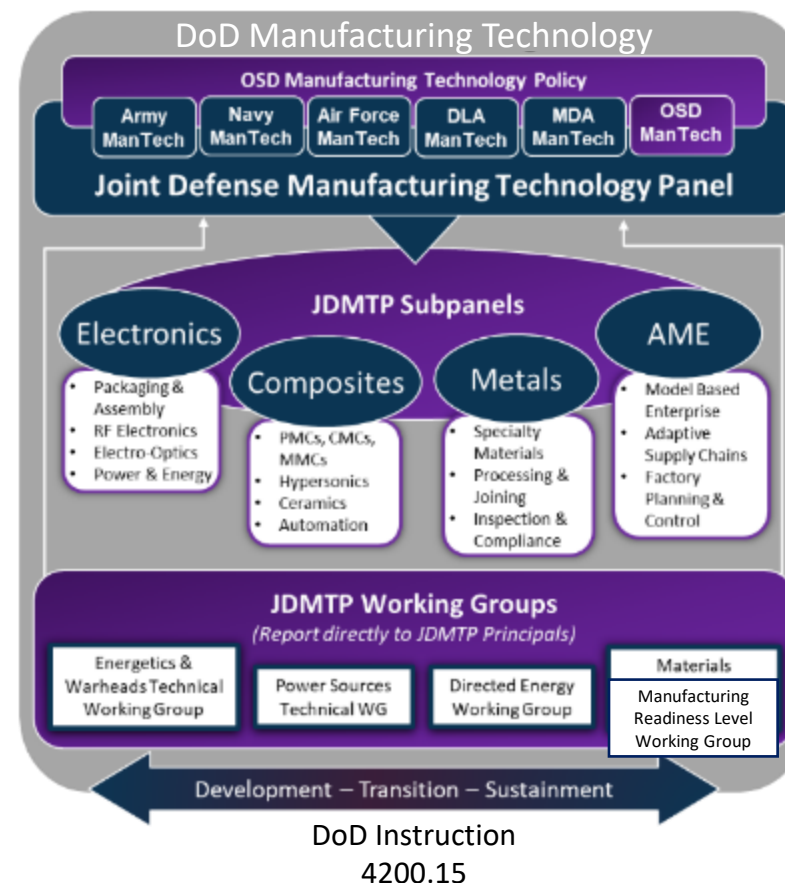 DoD Manufacturing Technology
OSD Manufacturing Technology Policy
Army
ManTech
Navy
ManTech
Air Force
ManTech
DLA
ManTech
MDA
ManTech
OSD
ManTech
Joint Defense Manufacturing Technology Panel
JDMTP Subpanels
Electronics
• Packaging &
Assembly
• RF Electronics
• Electro-Optics
• Power & Energy
Composites
• PMCs, CMCs,
MMCs
• Hypersonics
• Ceramics
• Automation
Metals
• Specialty
Materials
• Processing &
Joining
• Inspection &
Compliance
AME
• Model Based
Enterprise
• Adaptive
Supply Chains
• Factory
Planning &
Control
JDMTP Working Groups
(Report directly to JDMTP Principals)
Energetics &
Warheads Technical
Working Group
Power Sources
Technical WG
Directed Energy
Working Group
Materials
Manufacturing
Readiness Level
Working Group
Development – Transition – Sustainment
DoD Instruction
4200.15